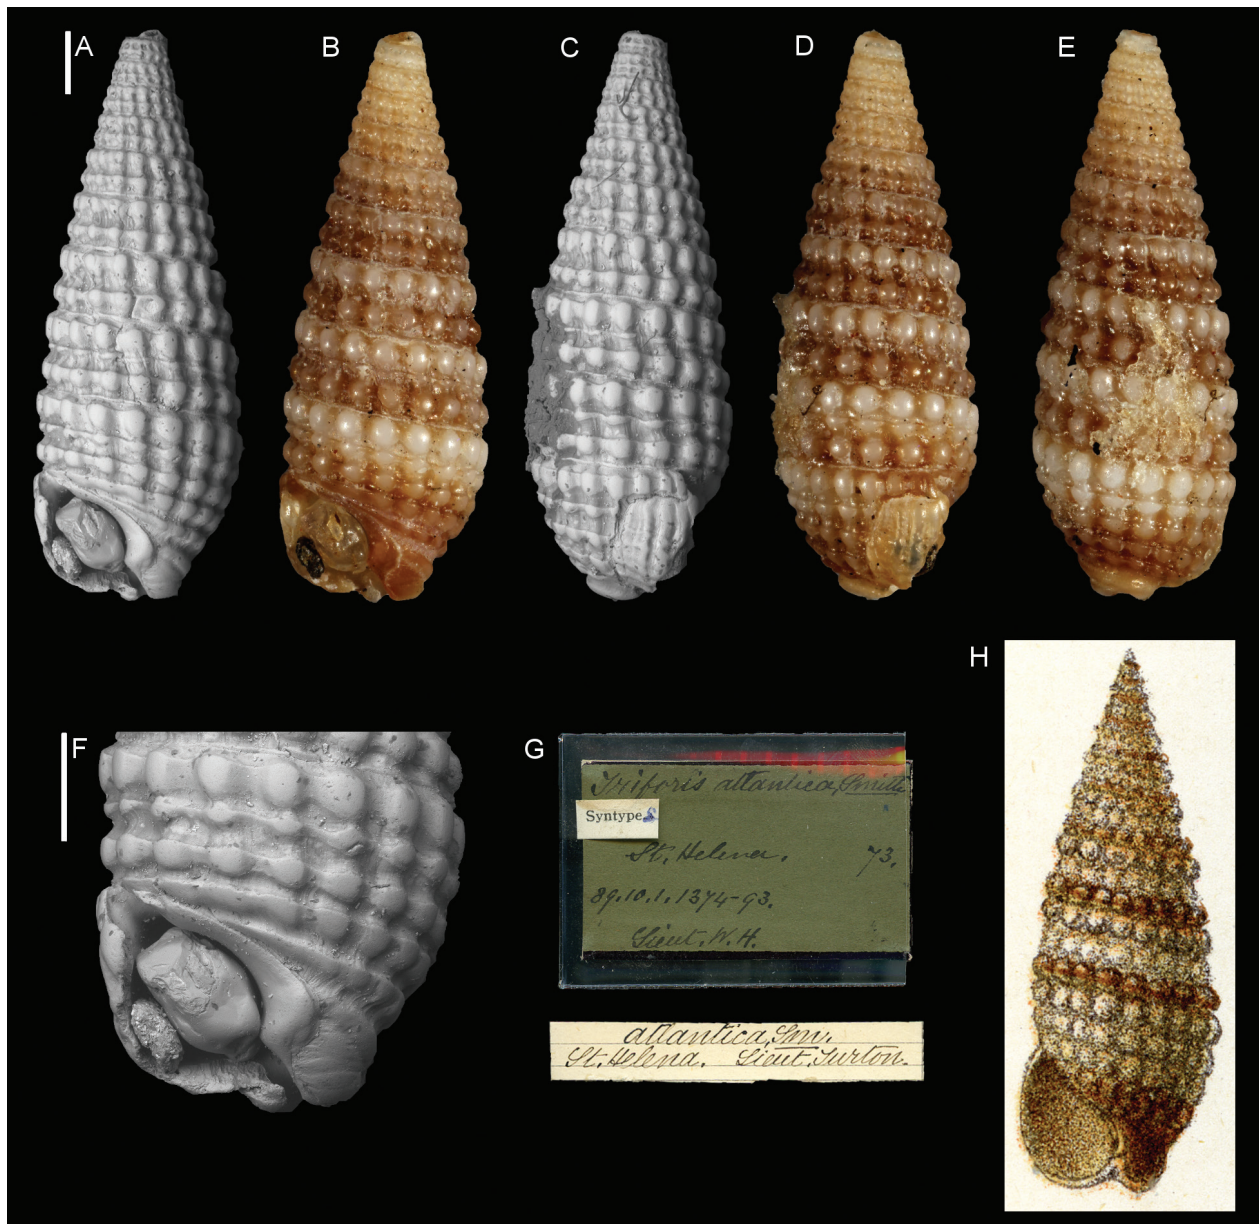 A
B
C
D
E
F
G
H
Triforis atlantica, Smith
Syntype
St. Helena. 73.
89.10.1.1374-93.
Lieut. W. H.
atlantica, Sm.
St. Helena. Lieut. Turton.